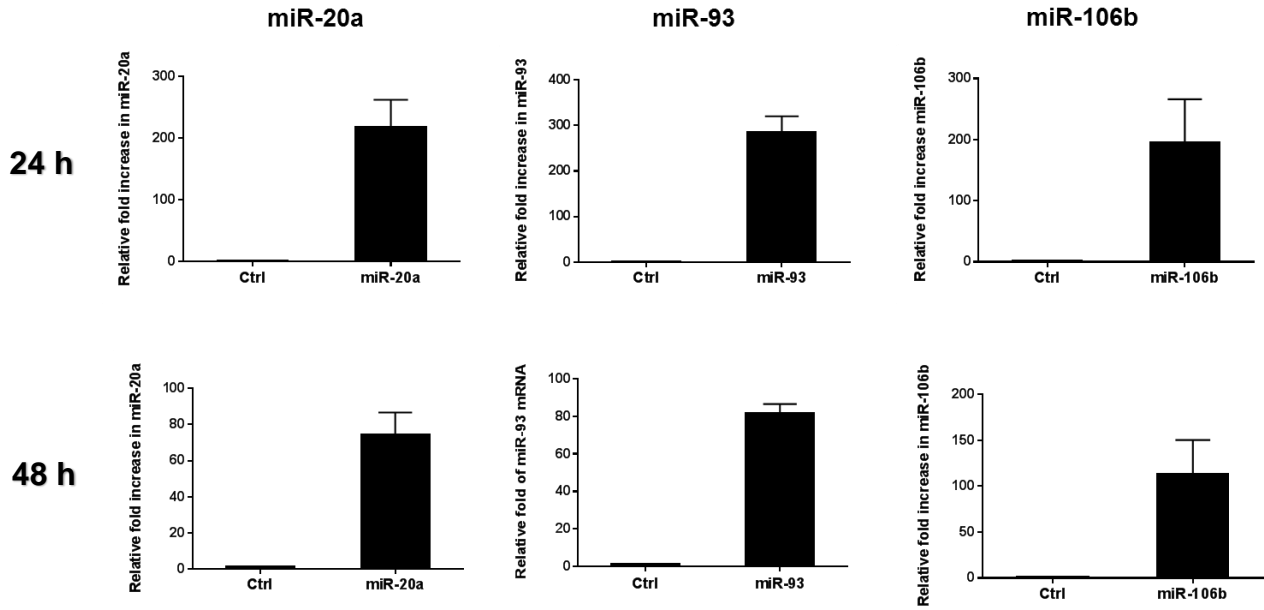 miR-20a
miR-93
miR-106b
24 h
Relative fold increase in miR-20a
300
200
100
0
Ctrl
miR-20a
Relative fold increase in miR-93
400
300
200
100
0
Ctrl
miR-93
Relative fold increase miR-106b
300
200
100
0
Ctrl
miR-106b
48 h
Relative fold increase in miR-20a
100
80
60
40
20
0
Ctrl
miR-20a
Relative fold of miR-93 mRNA
100
80
60
40
20
0
Ctrl
miR-93
Relative fold increase in miR-106b
200
150
100
50
0
Ctrl
miR-106b